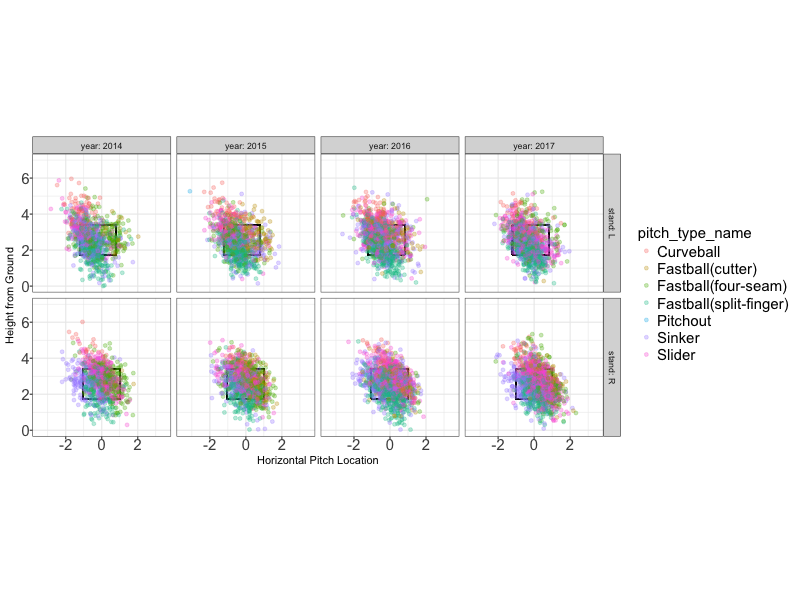 year: 2014
year: 2015
year: 2016
year: 2017
6
4
2
0
stand: L
6
4
2
0
stand: R
-2 0 2
-2 0 2
-2 0 2
-2 0 2
Height from Ground
Horizontal Pitch Location
pitch_type_name
Curveball
Fastball(cutter)
Fastball(four-seam)
Fastball(split-finger)
Pitchout
Sinker
Slider